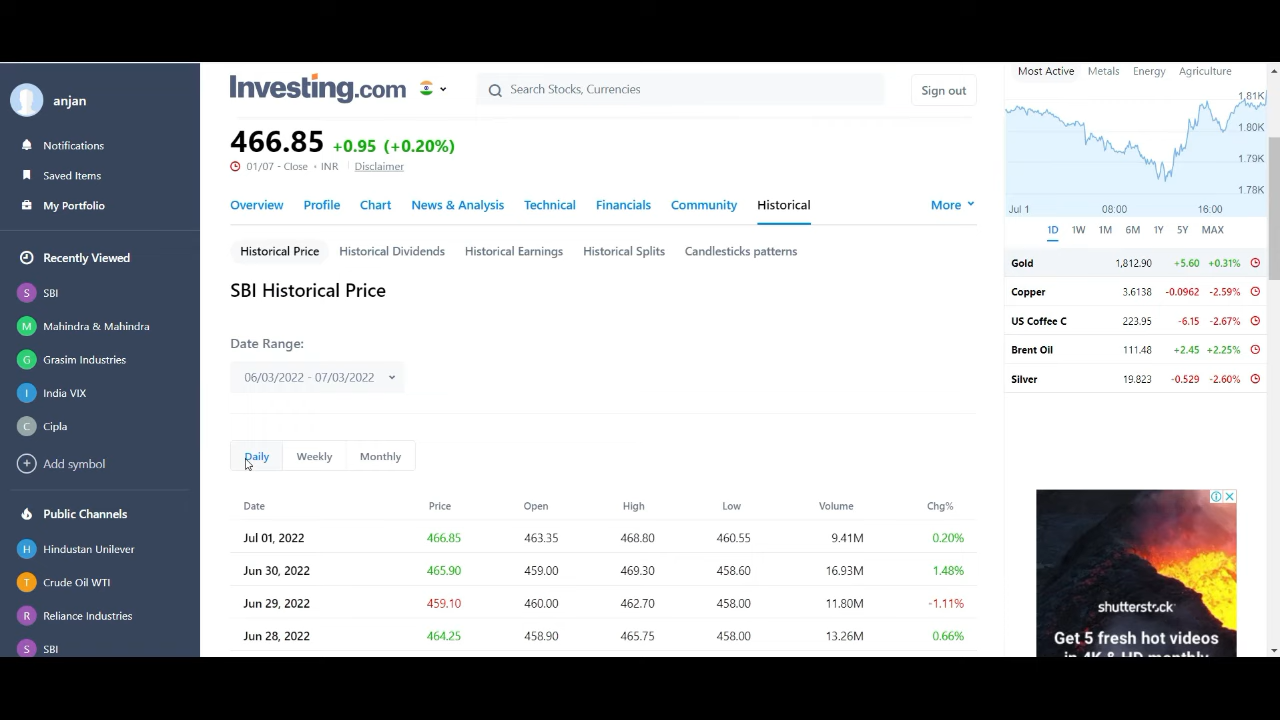 anjan
Notifications
Saved Items
My Portfolio
Recently Viewed
S SBI
M Mahindra & Mahindra
G Grasim Industries
I India VIX
C Cipla
Add symbol
Public Channels
H Hindustan Unilever
T Crude Oil WTI
R Reliance Industries
S SBI
Investing.com
Search Stocks, Currencies
Sign out
466.85 +0.95 (+0.20%)
01/07 - Close • INR Disclaimer
Overview Profile Chart News & Analysis Technical Financials Community Historical More
Historical Price Historical Dividends Historical Earnings Historical Splits Candlesticks patterns
SBI Historical Price
Date Range:
06/03/2022 - 07/03/2022
Daily Weekly Monthly
Date Price Open High Low Volume Chg%
Jul 01, 2022 466.85 463.35 468.80 460.55 9.41M 0.20%
Jun 30, 2022 465.90 459.00 469.30 458.60 16.93M 1.48%
Jun 29, 2022 459.10 460.00 462.70 458.00 11.80M -1.11%
Jun 28, 2022 464.25 458.90 465.75 458.00 13.26M 0.66%
Most Active Metals Energy Agriculture
1.81K
1.80K
1.79K
1.78K
Jul 1 08:00 16:00
1D 1W 1M 6M 1Y 5Y MAX
Gold 1,812.90 +5.60 +0.31%
Copper 3.6138 -0.0962 -2.59%
US Coffee C 223.95 -6.15 -2.67%
Brent Oil 111.48 +2.45 +2.25%
Silver 19.823 -0.529 -2.60%
shutterstock
Get 5 fresh hot videos
in 4K & HD monthly